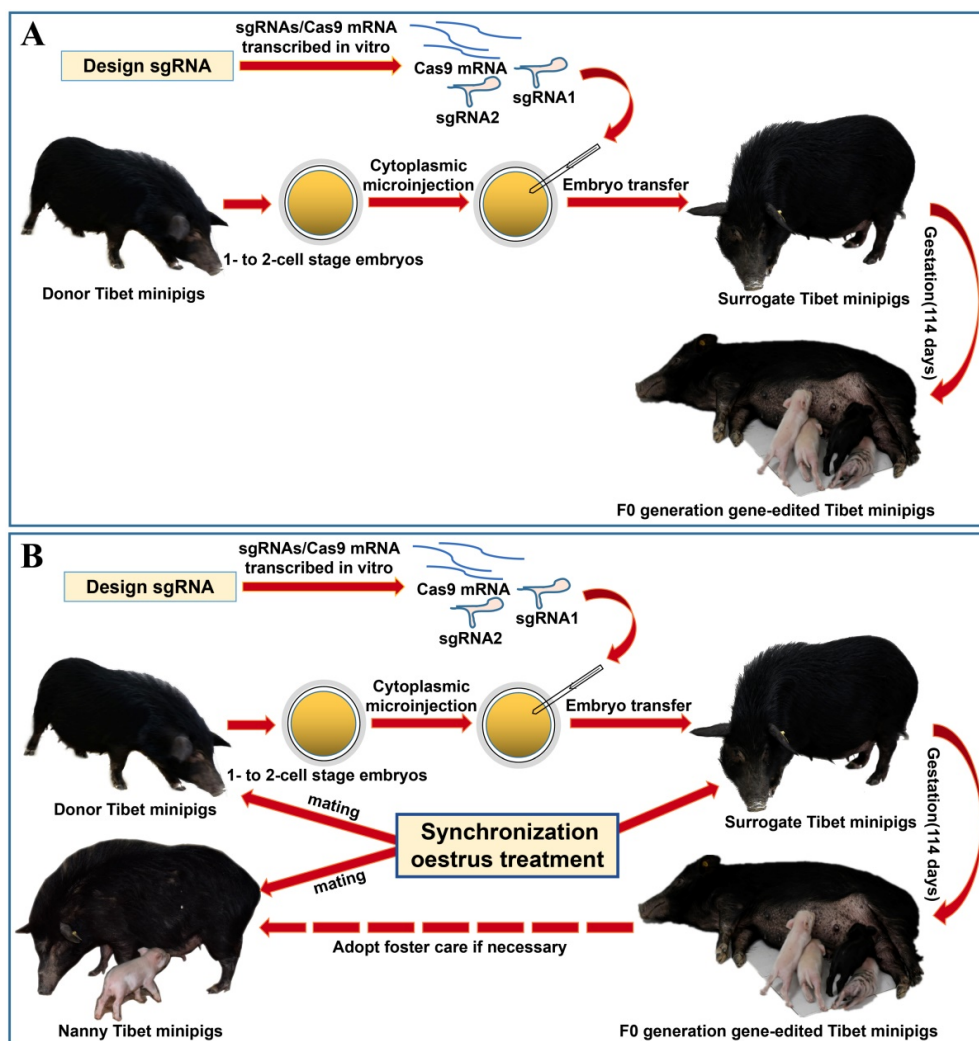 A
sgRNAs/Cas9 mRNA
transcribed in vitro
Design sgRNA
Cas9 mRNA
sgRNA1
sgRNA2
Cytoplasmic
microinjection
Embryo transfer
1- to 2-cell stage embryos
Donor Tibet minipigs
Surrogate Tibet minipigs
Gestation(114 days)
F0 generation gene-edited Tibet minipigs
B
sgRNAs/Cas9 mRNA
transcribed in vitro
Design sgRNA
Cas9 mRNA
sgRNA1
sgRNA2
Cytoplasmic
microinjection
Embryo transfer
1- to 2-cell stage embryos
Donor Tibet minipigs
mating
Synchronization
oestrus treatment
Surrogate Tibet minipigs
Gestation(114 days)
mating
Adopt foster care if necessary
Nanny Tibet minipigs
F0 generation gene-edited Tibet minipigs